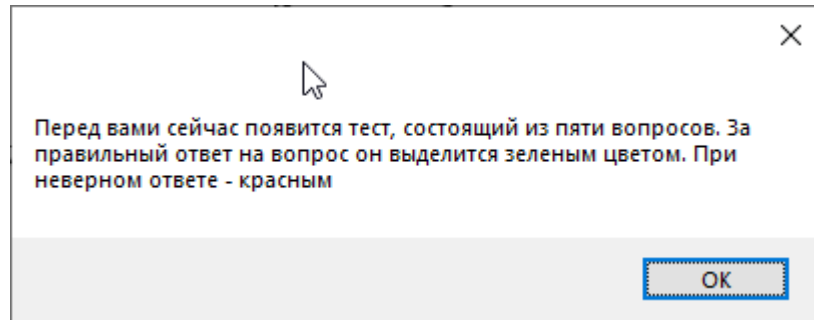 Перед вами сейчас появится тест, состоящий из пяти вопросов. За
правильный ответ на вопрос он выделится зеленым цветом. При
неверном ответе - красным
OK